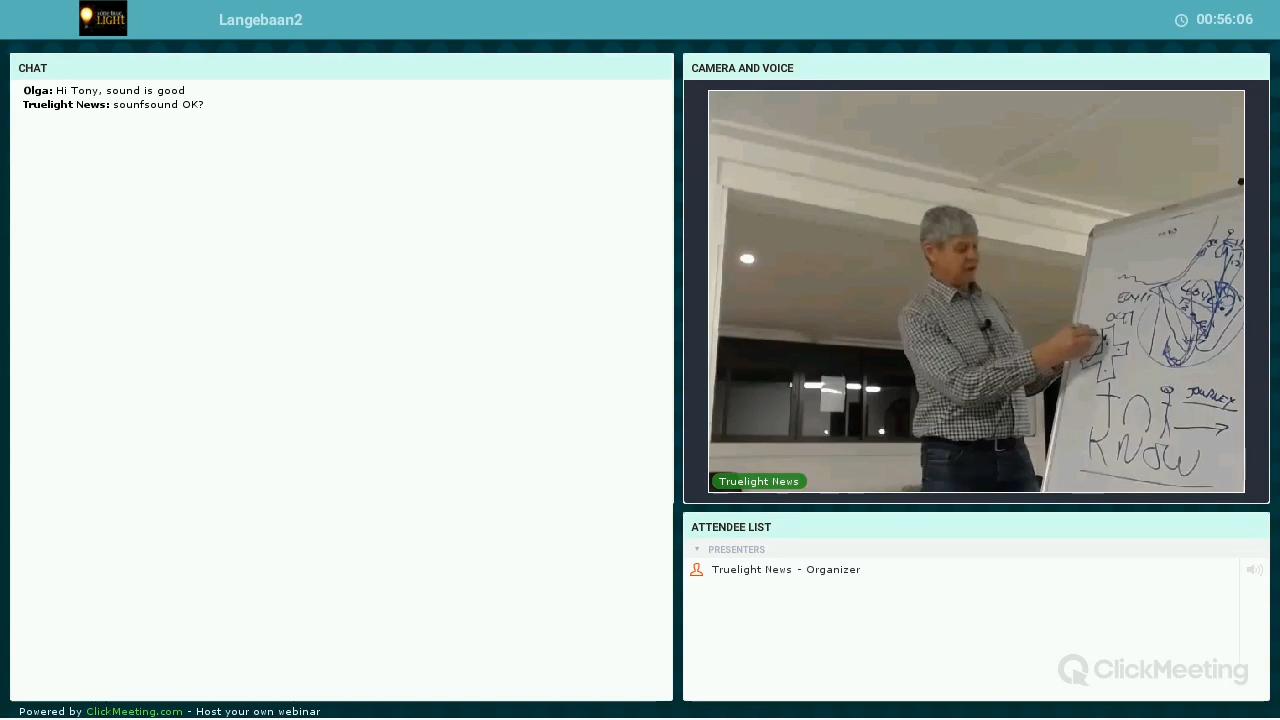 LIGHT
Langebaan2
00:56:06
CHAT
Olga: Hi Tony, sound is good
Truelight News: sounfsound OK?
CAMERA AND VOICE
JOURNEY
KNOW
Truelight News
ATTENDEE LIST
PRESENTERS
Truelight News - Organizer
ClickMeeting
Powered by ClickMeeting.com - Host your own webinar